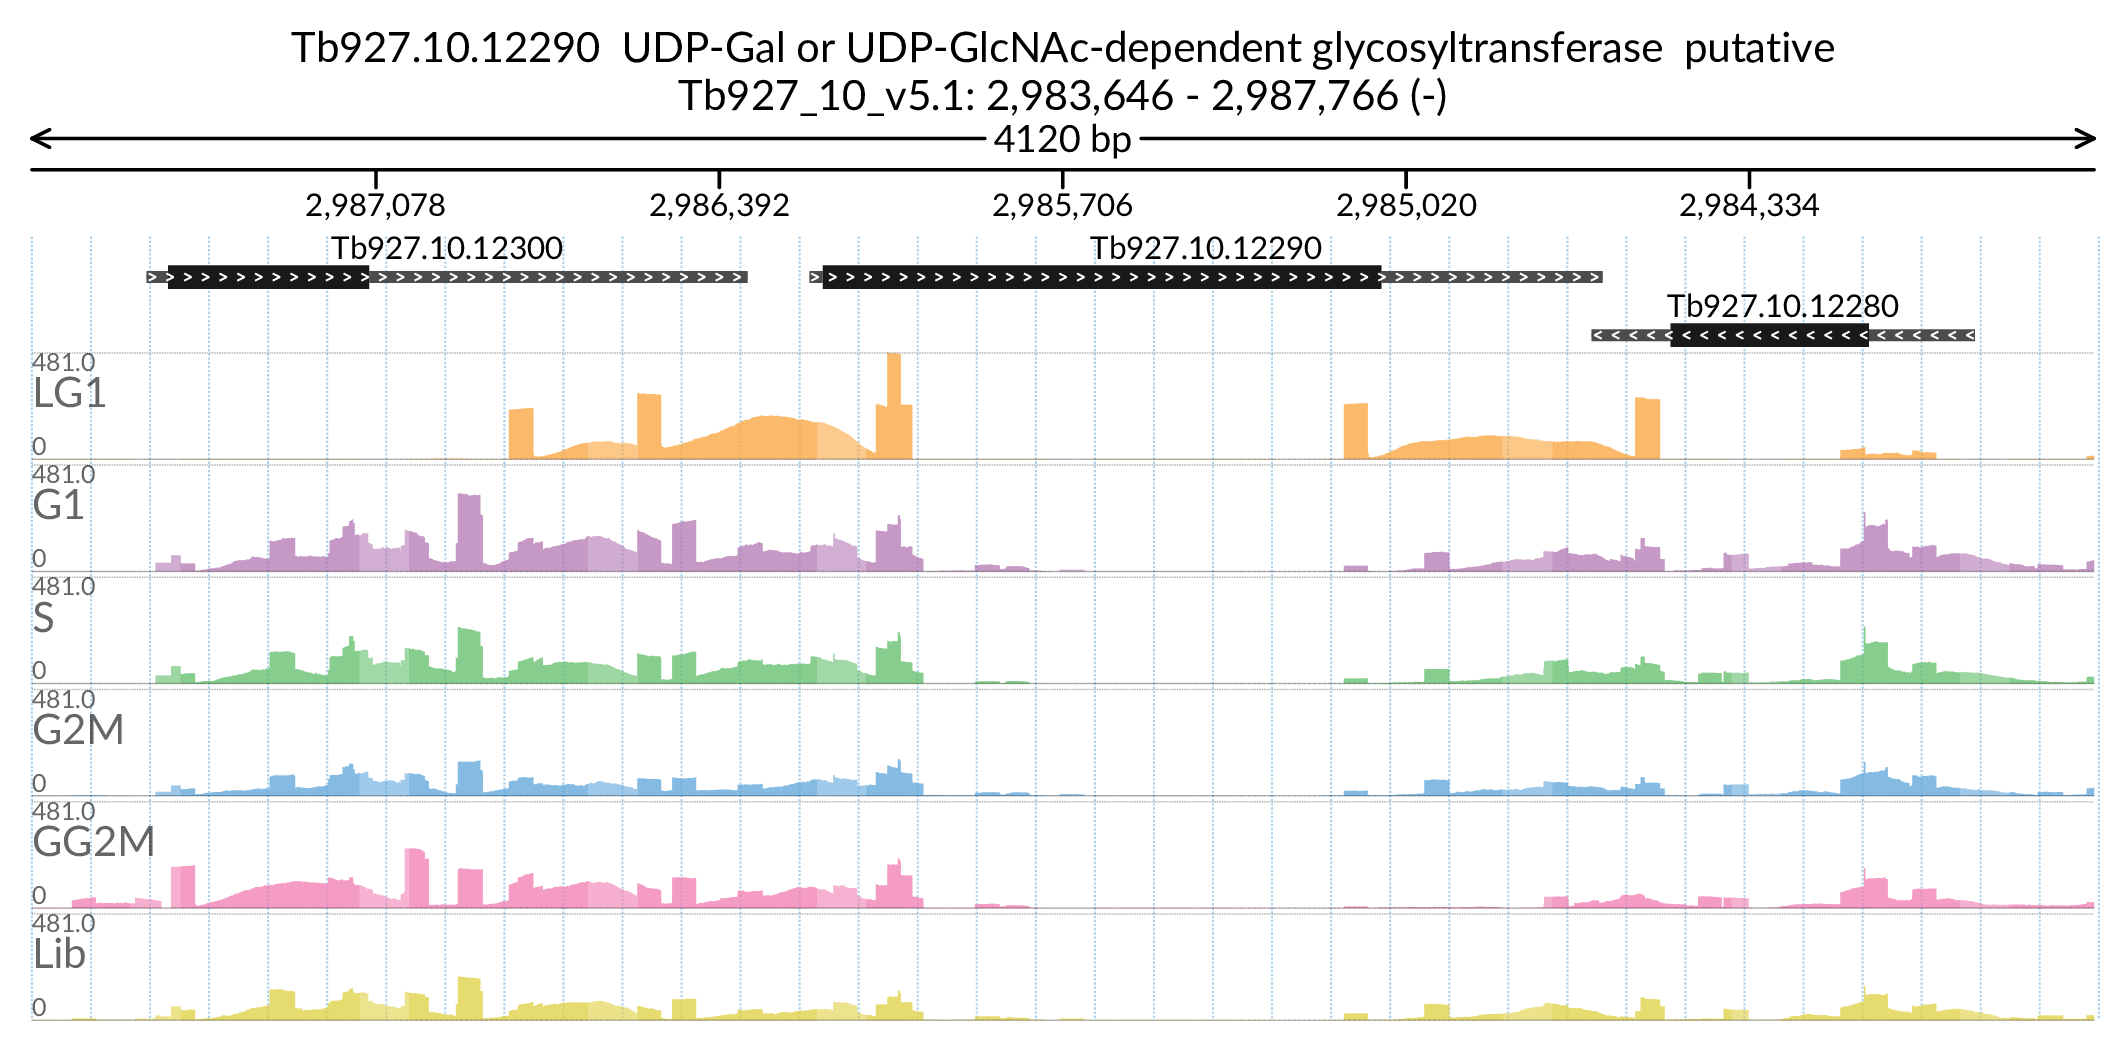 Tb927.10.12290 UDP-Gal or UDP-GlcNAc-dependent glycosyltransferase putative
Tb927_10_v5.1: 2,983,646 - 2,987,766 (-)
4120 bp
2,987,078 2,986,392 2,985,706 2,985,020 2,984,334
Tb927.10.12300 Tb927.10.12290
Tb927.10.12280
481.0
LG1
0
481.0
G1
0
481.0
S
0
481.0
G2M
0
481.0
GG2M
0
481.0
Lib
0